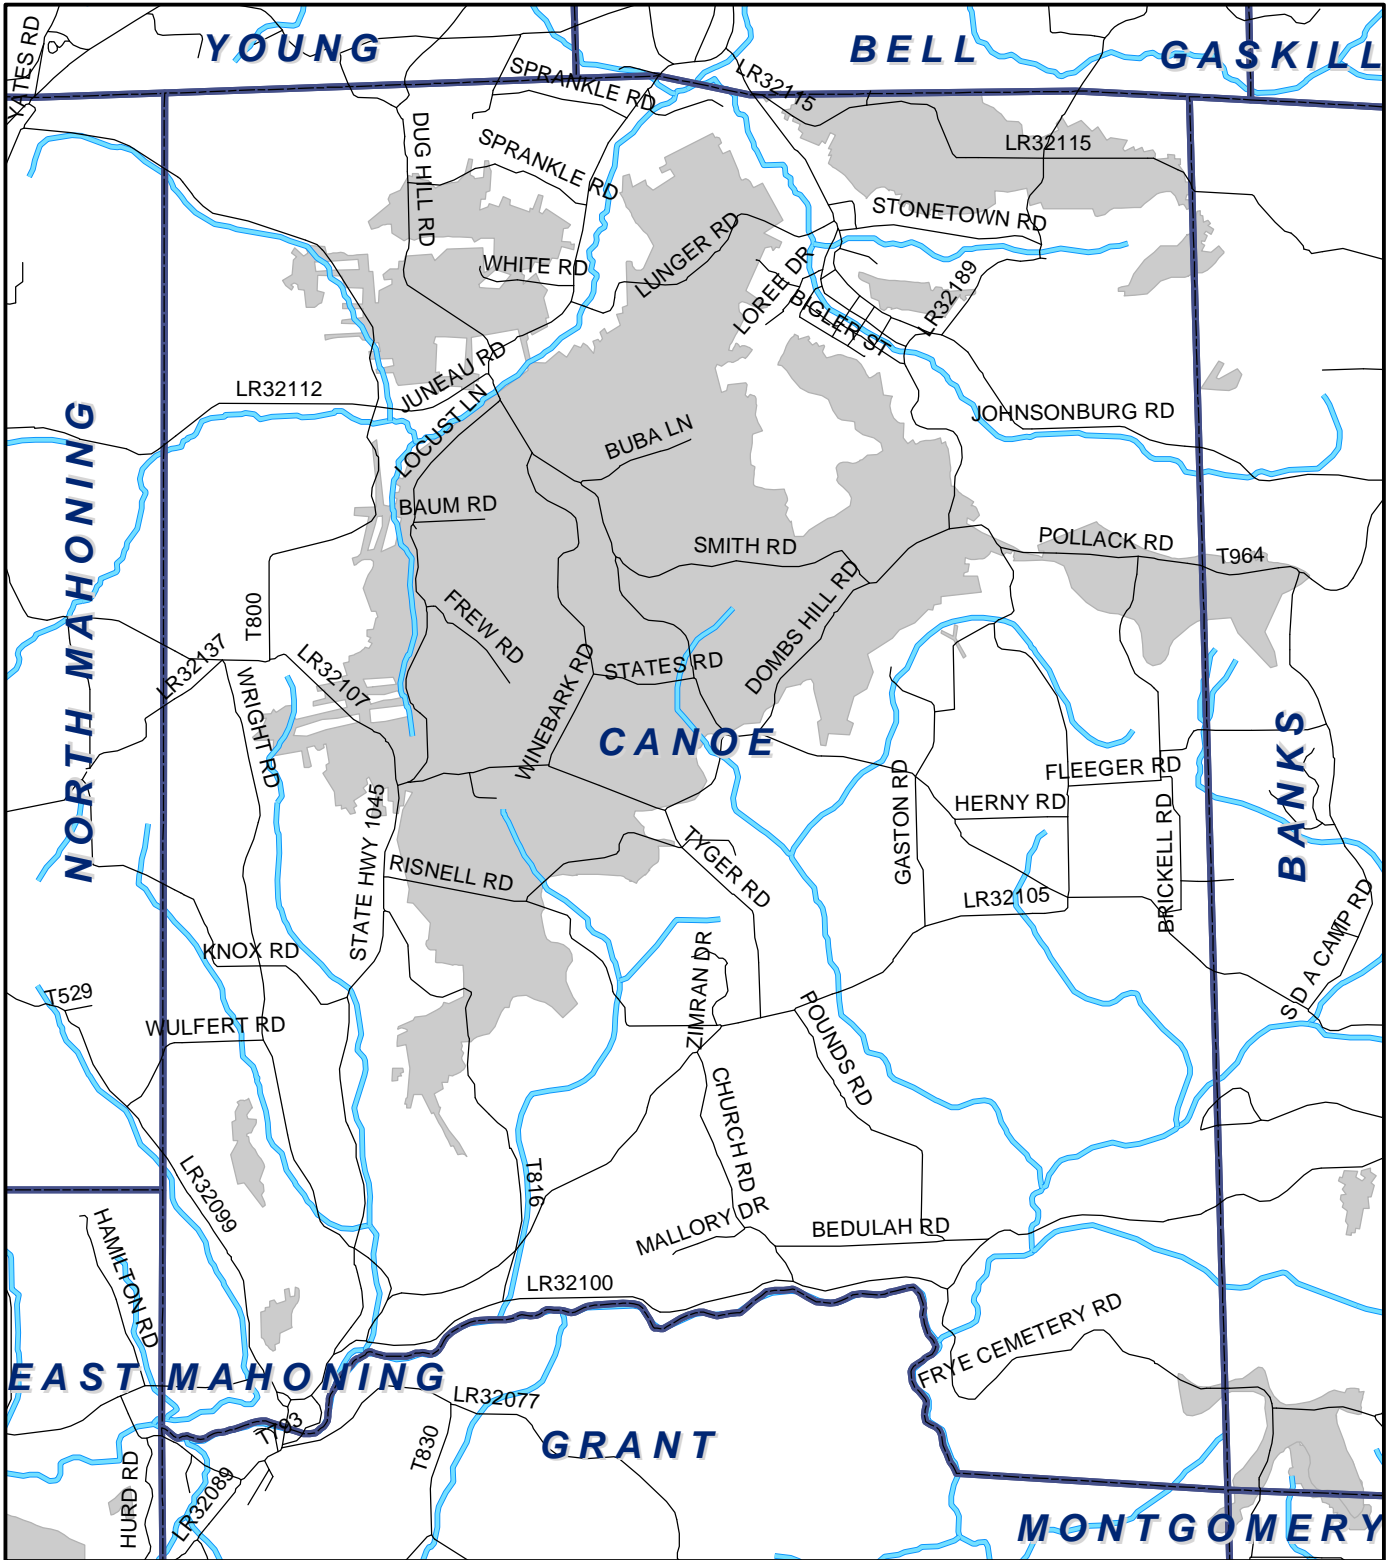 YOUNG
BELL
GASKILL
YATES RD
SPRANKLE RD
LR32115
DUG HILL RD
SPRANKLE RD
LR32115
STONETOWN RD
WHITE RD
LUNGER RD
LOREE DR
BIGLER ST
LR32189
JUNEAU RD
LR32112
LOCUST LN
JOHNSONBURG RD
BUBA LN
BAUM RD
SMITH RD
POLLACK RD
T964
NORTH MAHONING
T800
FREW RD
DOMBS HILL RD
LR32137
LR32107
WRIGHT RD
WINEBARK RD
STATES RD
CANOE
BANKS
FLEEGER RD
HERNY RD
GASTON RD
BRICKELL RD
STATE HWY 1045
RISNELL RD
TYGER RD
LR32105
S D A CAMP RD
KNOX RD
ZIMRAN DR
T529
WULFERT RD
POUNDS RD
CHURCH RD
LR32099
T816
HAMILTON RD
MALLORY DR
BEDULAH RD
LR32100
FRYE CEMETERY RD
EAST MAHONING
LR32077
T793
T830
GRANT
HURD RD
LR32089
MONTGOMERY